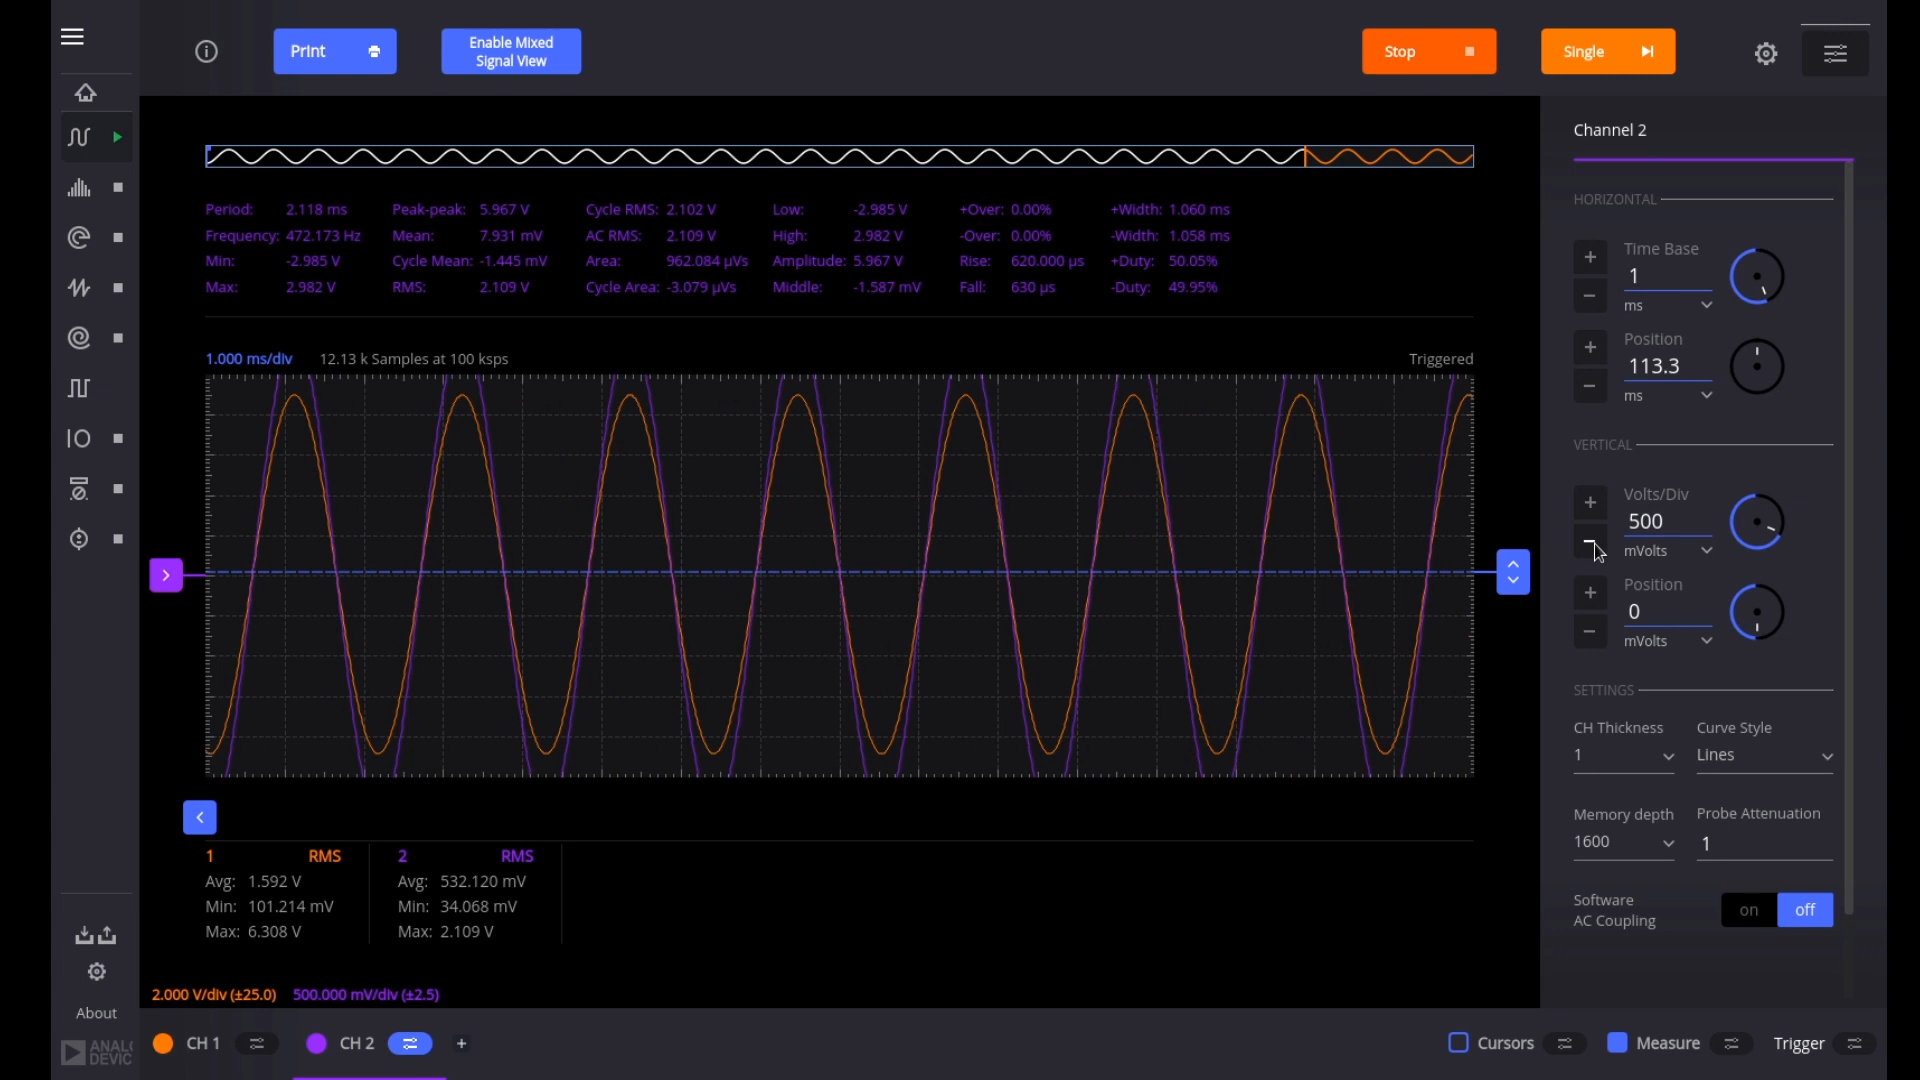 Print
Enable Mixed
Signal View
Stop
Single
Channel 2
Period: 2.118 ms Peak-peak: 5.967 V Cycle RMS: 2.102 V Low: -2.985 V +Over: 0.00% +Width: 1.060 ms
Frequency: 472.173 Hz Mean: 7.931 mV AC RMS: 2.109 V High: 2.982 V -Over: 0.00% -Width: 1.058 ms
Min: -2.985 V Cycle Mean: -1.445 mV Area: 962.084 µVs Amplitude: 5.967 V Rise: 620.000 µs +Duty: 50.05%
Max: 2.982 V RMS: 2.109 V Cycle Area: -3.079 µVs Middle: -1.587 mV Fall: 630 µs -Duty: 49.95%
1.000 ms/div 12.13 k Samples at 100 ksps Triggered
HORIZONTAL
Time Base
1
ms
Position
113.3
ms
VERTICAL
Volts/Div
500
mVolts
Position
0
mVolts
SETTINGS
CH Thickness Curve Style
1 Lines
Memory depth Probe Attenuation
1600 1
Software
AC Coupling
on off
1 RMS 2 RMS
Avg: 1.592 V Avg: 532.120 mV
Min: 101.214 mV Min: 34.068 mV
Max: 6.308 V Max: 2.109 V
2.000 V/div (±25.0) 500.000 mV/div (±2.5)
About
CH 1 CH 2 + Cursors Measure Trigger